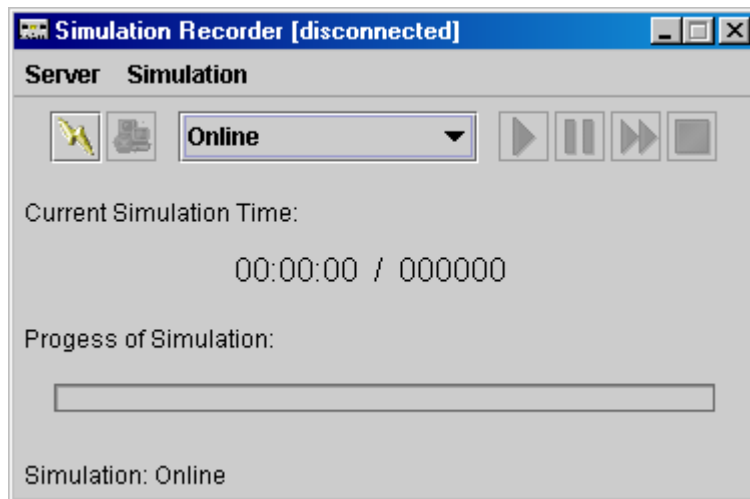 Simulation Recorder [disconnected]
Server Simulation
Online
Current Simulation Time:
00:00:00 / 000000
Progess of Simulation:
Simulation: Online